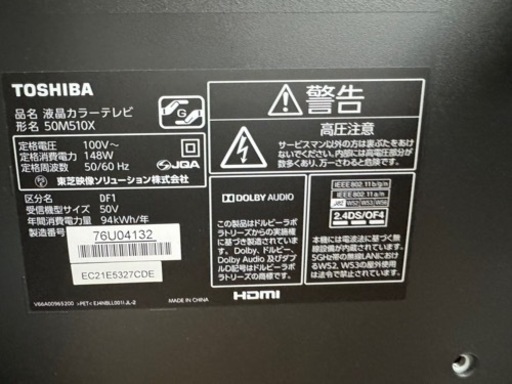 TOSHIBA
品名 液晶カラーテレビ
形名 50M510X
定格電圧 100V~
定格消費電力 148W
定格周波数 50/60 Hz
JQA
東芝映像ソリューション株式会社
区分名 DF1
受信機型サイズ 50V
年間消費電力量 94kWh/年
製造番号
76U04132
EC21E5327CDE
MADE IN CHINA
警告
高圧注意
サービスマン以外の方は裏ぶたをあけ
ないでください。内部には高電圧部分が
数多くあり、万一さわると危険です。
DOLBY AUDIO
この製品はドルビーラボ
ラトリーズからの実施権
に基づき製造されています。
Dolby、ドルビー、
Dolby Audio 及びダブル
D記号はドルビーラボラ
トリーズの商標です。
HDMI
IEEE802.11b/g/n
IEEE802.11a/n
J52 W52 W53 W56
2.4DS/OF4
本機には電波法に基づく
無線設備が内蔵されています。
5GHz帯の無線LANにおける
W52、W53の屋外使用は
法律で禁止されています。